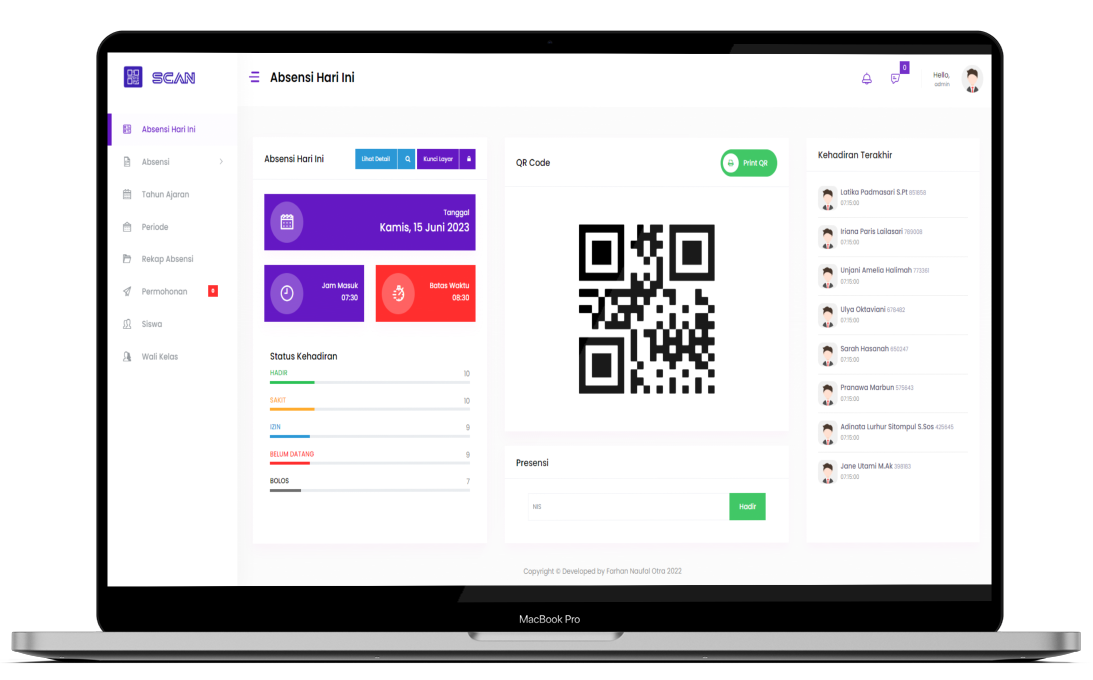 SCAN
Absensi Hari Ini
0
Hello,
admin
Absensi Hari Ini
Absensi
Tahun Ajaran
Periode
Rekap Absensi
Permohonan
Siswa
Wali Kelas
Absensi Hari Ini
Lihat Detail
Kunci Layar
Tanggal
Kamis, 15 Juni 2023
Jam Masuk
07:30
Batas Waktu
08:30
Status Kehadiran
HADIR 10
SAKIT 10
IZIN 9
BELUM DATANG 9
BOLOS 7
QR Code
Print QR
Presensi
NIS
Hadir
Kehadiran Terakhir
Latika Padmasari S.Pt
07:15:00
Iriana Paris Lailasari
07:15:00
Unjani Amelia Halimah
07:15:00
Ulya Oktaviani 678482
07:15:00
Sarah Hasanah 650247
07:15:00
Pranawa Marbun 575643
07:15:00
Adinata Luhur Sitompul S.Sos 425645
07:15:00
Jane Utami M.Ak
07:15:00
Copyright © Developed by Farhan Naufal Otra 2022
MacBook Pro